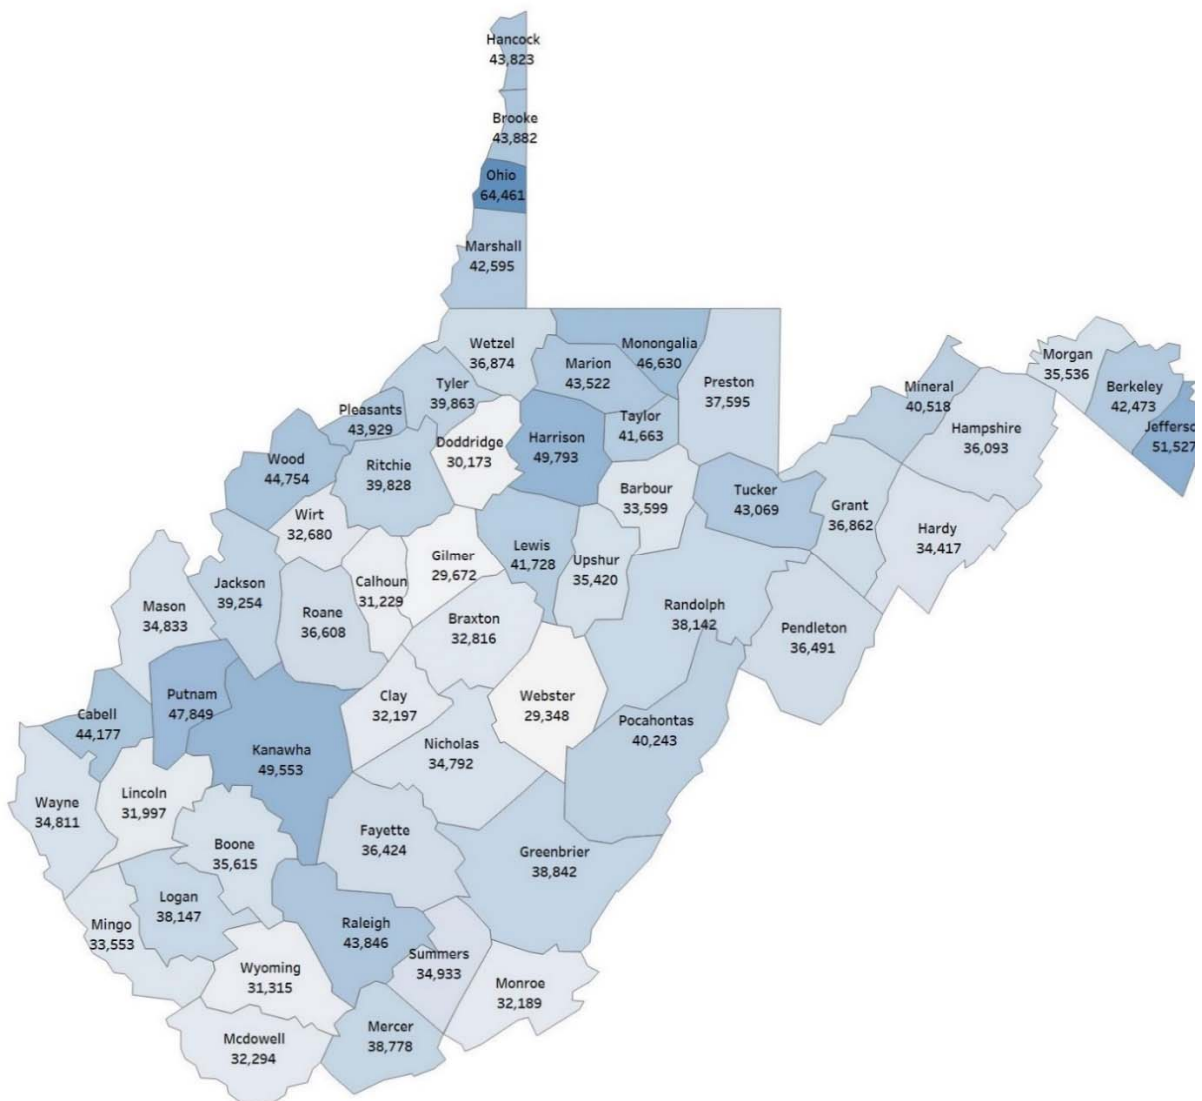 Hancock
43,823
Brooke
43,882
Ohio
64,461
Marshall
42,595
Wetzel
36,874
Monongalia
46,630
Marion
43,522
Preston
37,595
Morgan
35,536
Berkeley
42,473
Jefferso
51,527
Mineral
40,518
Hampshire
36,093
Tyler
39,863
Pleasants
43,929
Doddridge
30,173
Harrison
49,793
Taylor
41,663
Wood
44,754
Ritchie
39,828
Barbour
33,599
Tucker
43,069
Grant
36,862
Hardy
34,417
Wirt
32,680
Gilmer
29,672
Lewis
41,728
Upshur
35,420
Calhoun
31,229
Jackson
39,254
Mason
34,833
Roane
36,608
Braxton
32,816
Randolph
38,142
Pendleton
36,491
Putnam
47,849
Clay
32,197
Webster
29,348
Cabell
44,177
Pocahontas
40,243
Kanawha
49,553
Nicholas
34,792
Lincoln
31,997
Wayne
34,811
Boone
35,615
Fayette
36,424
Greenbrier
38,842
Logan
38,147
Mingo
33,553
Raleigh
43,846
Summers
34,933
Wyoming
31,315
Monroe
32,189
Mercer
38,778
Mcdowell
32,294